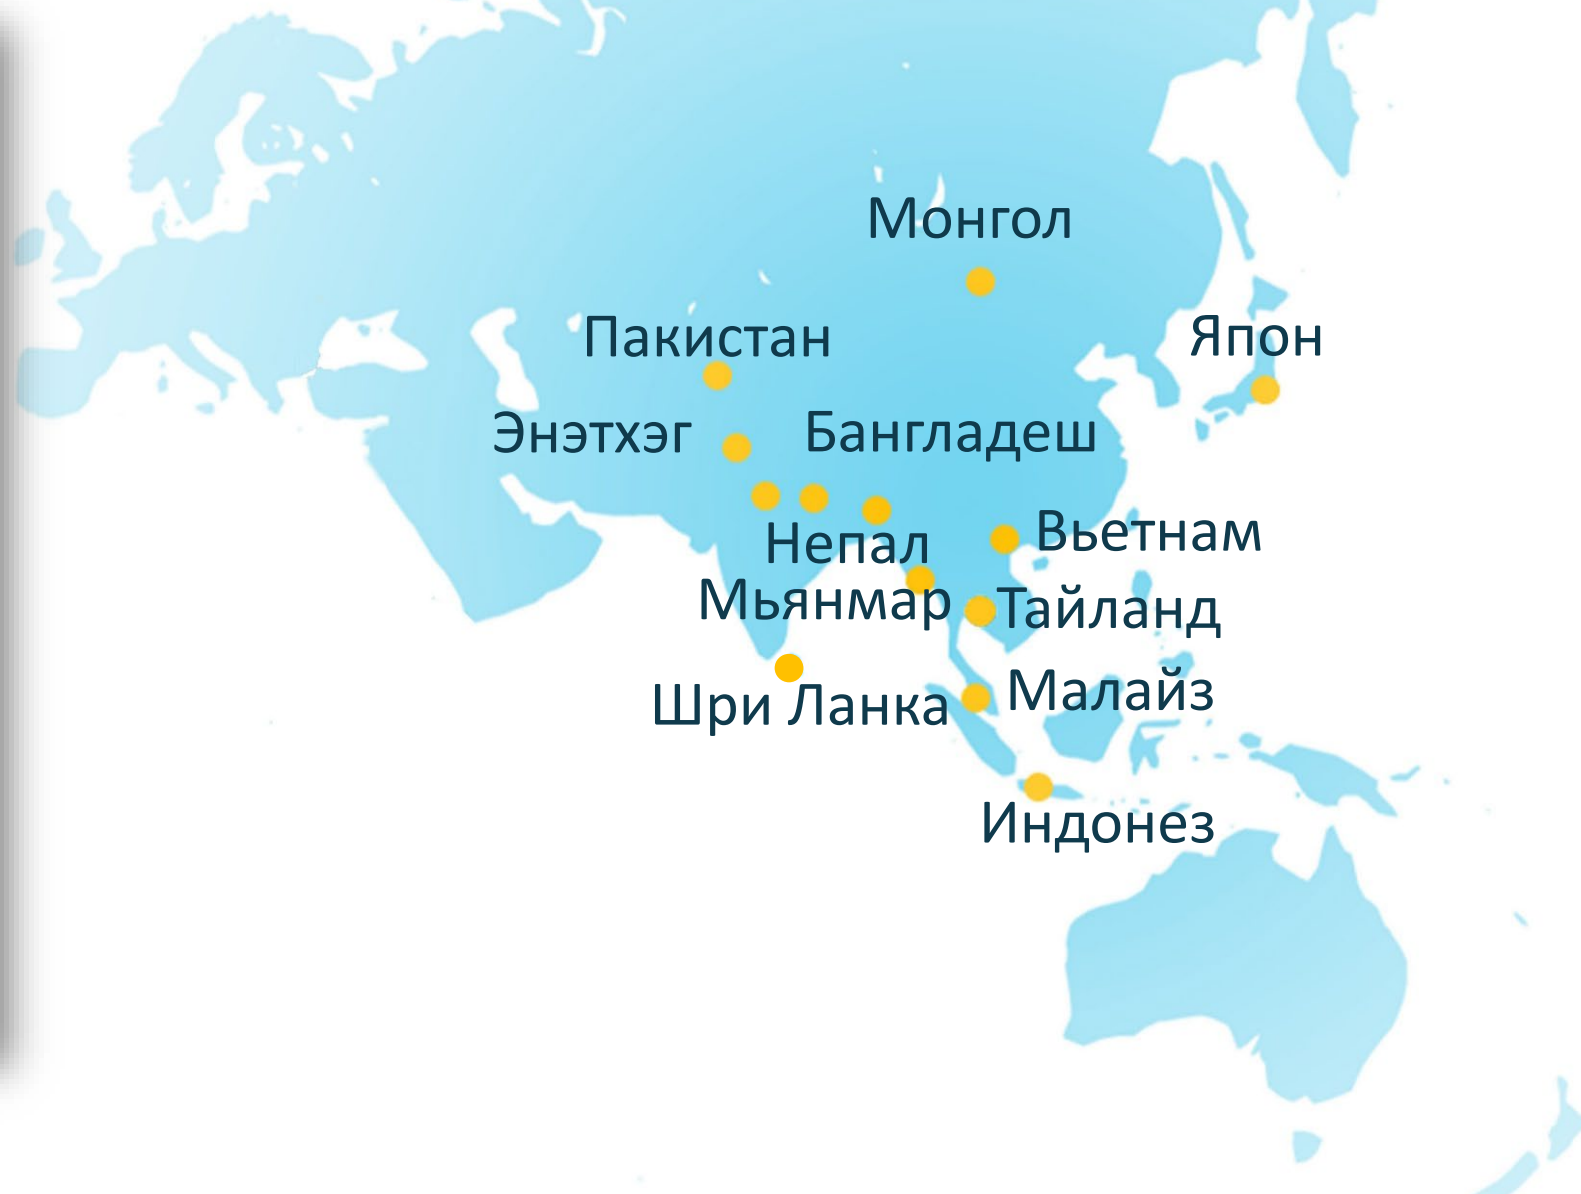 Монгол
Пакистан
Япон
Энэтхэг
Бангладеш
Вьетнам
Непал
Мьянмар
Тайланд
Малайз
Шри Ланка
Индонез